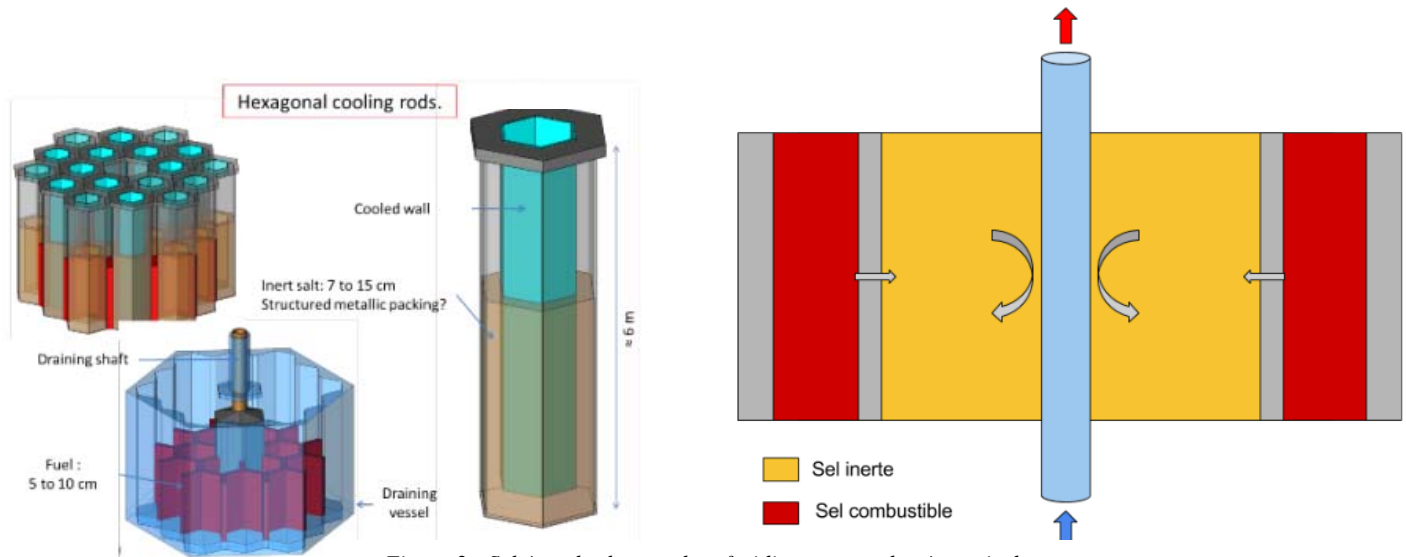 Hexagonal cooling rods.
Cooled wall
Inert salt: 7 to 15 cm
Structured metallic packing?
≈ 6 m
Draining shaft
Fuel :
5 to 10 cm
Draining
vessel
Sel inerte
Sel combustible